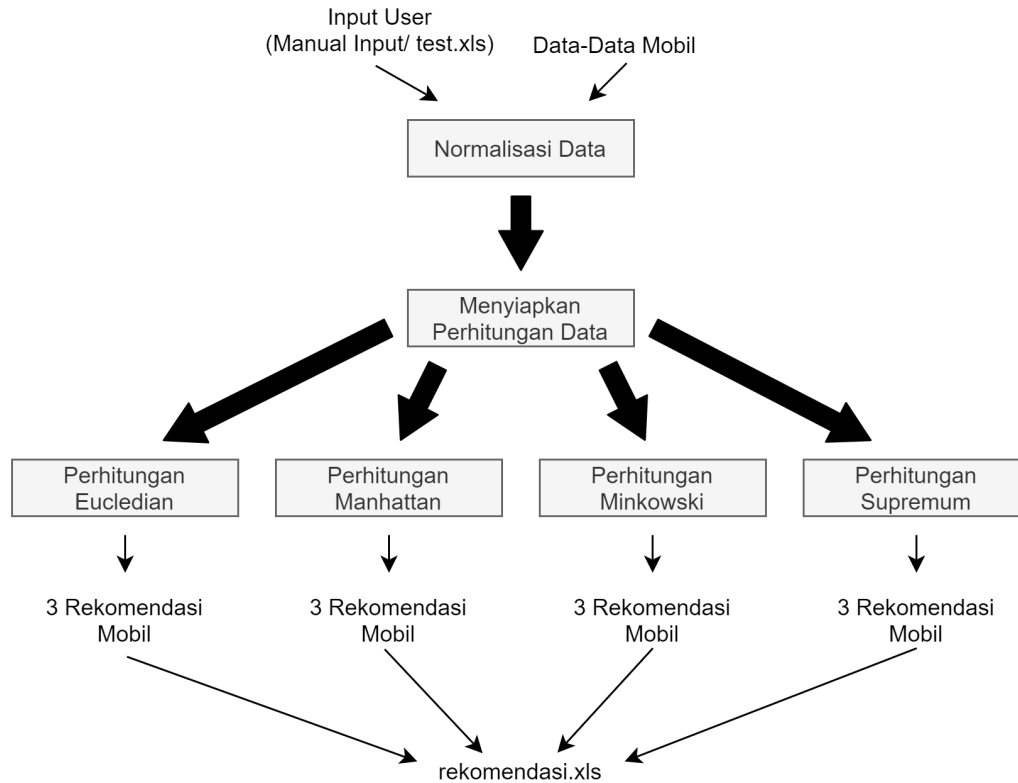 Input User
(Manual Input/ test.xls)
Data-Data Mobil
Normalisasi Data
Menyiapkan
Perhitungan Data
Perhitungan
Eucledian
Perhitungan
Manhattan
Perhitungan
Minkowski
Perhitungan
Supremum
3 Rekomendasi
Mobil
3 Rekomendasi
Mobil
3 Rekomendasi
Mobil
3 Rekomendasi
Mobil
rekomendasi.xls